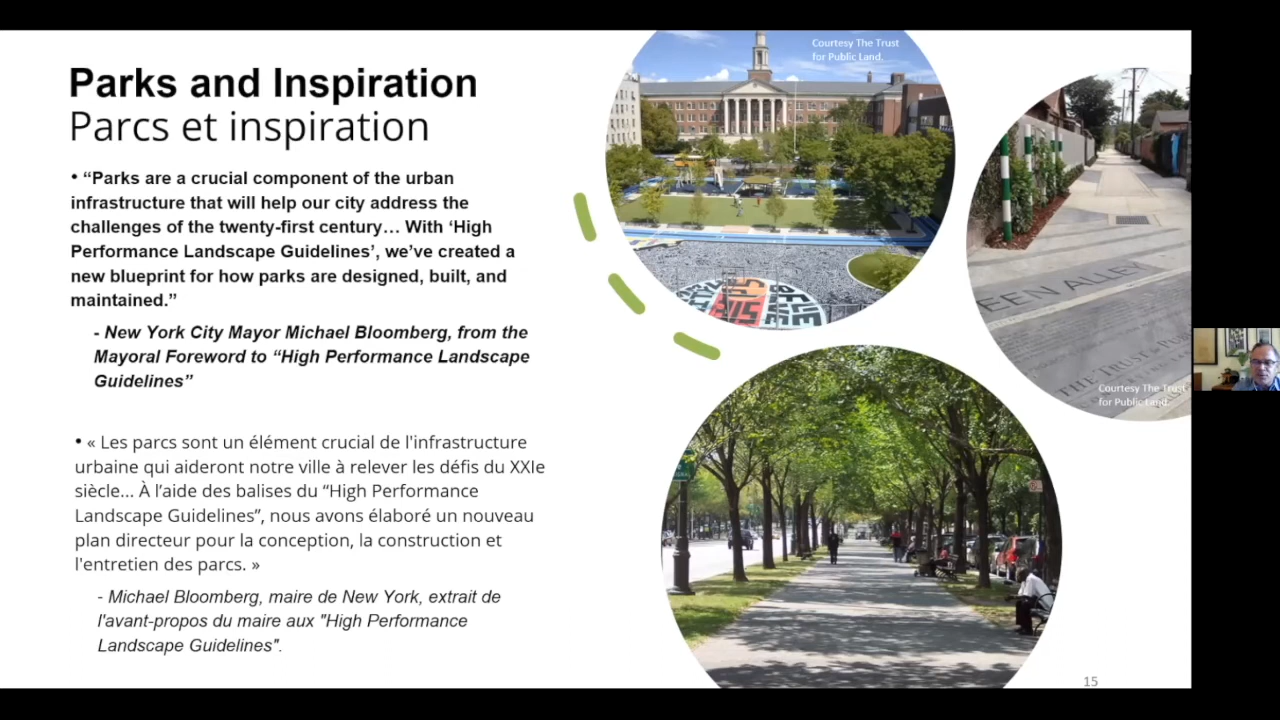 Parks and Inspiration
Parcs et inspiration
• “Parks are a crucial component of the urban
infrastructure that will help our city address the
challenges of the twenty-first century… With ‘High
Performance Landscape Guidelines’, we’ve created a
new blueprint for how parks are designed, built, and
maintained.”
- New York City Mayor Michael Bloomberg, from the
Mayoral Foreword to “High Performance Landscape
Guidelines”
• « Les parcs sont un élément crucial de l'infrastructure
urbaine qui aideront notre ville à relever les défis du XXIe
siècle... À l’aide des balises du “High Performance
Landscape Guidelines”, nous avons élaboré un nouveau
plan directeur pour la conception, la construction et
l'entretien des parcs. »
- Michael Bloomberg, maire de New York, extrait de
l'avant-propos du maire aux "High Performance
Landscape Guidelines".
Courtesy The Trust
for Public Land.
EEN ALLEY
THE TRUST
Courtesy The Trust
for Public Land.
15